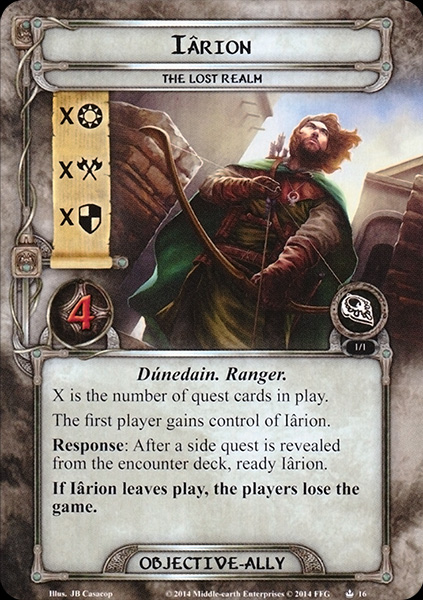 Iârion
THE LOST REALM
X
X
X
4
1/1
Dúnedain. Ranger.
X is the number of quest cards in play.
The first player gains control of Iârion.
Response: After a side quest is revealed
from the encounter deck, ready Iârion.
If Iârion leaves play, the players lose the
game.
OBJECTIVE-ALLY
Illus. JB Casacop
© 2014 Middle-earth Enterprises © 2014 FFG
16